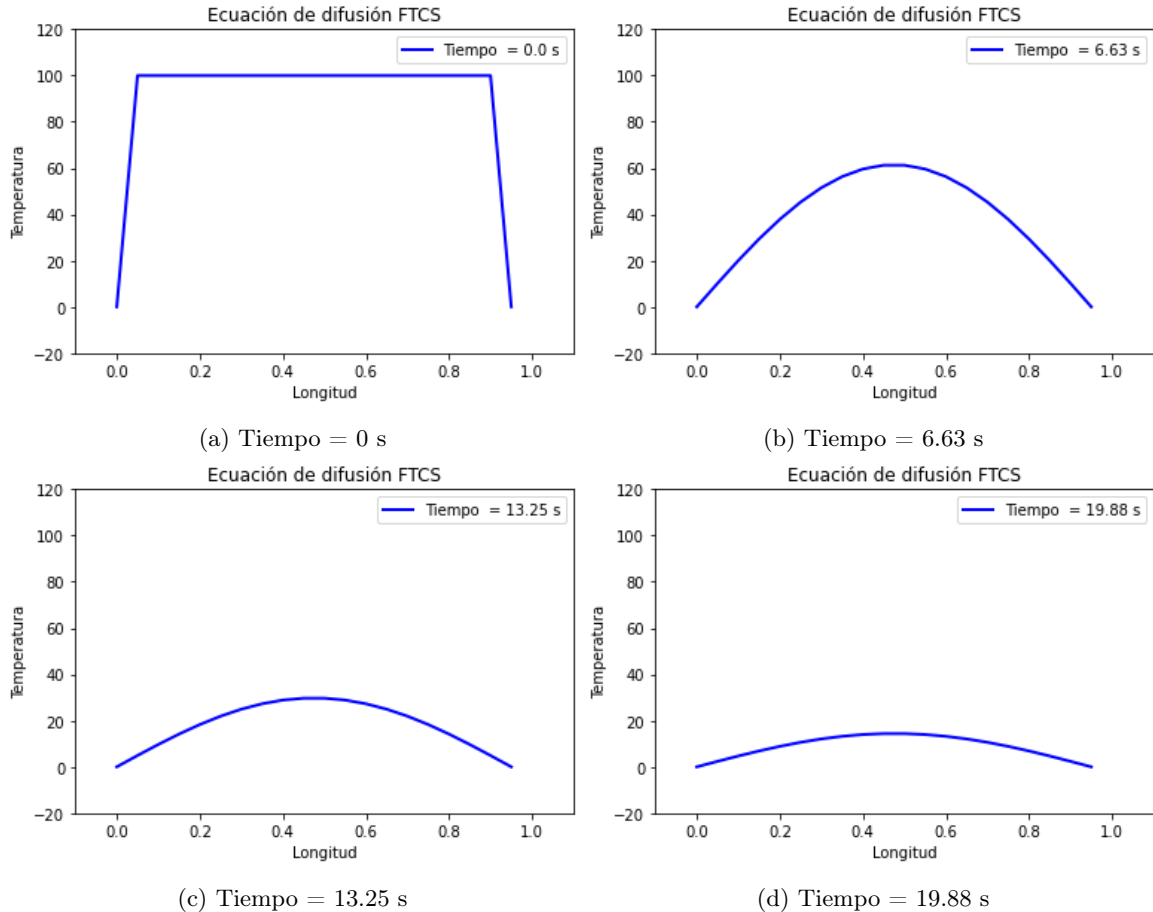 Ecuación de difusión FTCS
120
100
80
60
40
20
0
−20
Temperatura
Tiempo = 0.0 s
0.0 0.2 0.4 0.6 0.8 1.0
Longitud
(a) Tiempo = 0 s
Ecuación de difusión FTCS
120
100
80
60
40
20
0
−20
Temperatura
Tiempo = 6.63 s
0.0 0.2 0.4 0.6 0.8 1.0
Longitud
(b) Tiempo = 6.63 s
Ecuación de difusión FTCS
120
100
80
60
40
20
0
−20
Temperatura
Tiempo = 13.25 s
0.0 0.2 0.4 0.6 0.8 1.0
Longitud
(c) Tiempo = 13.25 s
Ecuación de difusión FTCS
120
100
80
60
40
20
0
−20
Temperatura
Tiempo = 19.88 s
0.0 0.2 0.4 0.6 0.8 1.0
Longitud
(d) Tiempo = 19.88 s